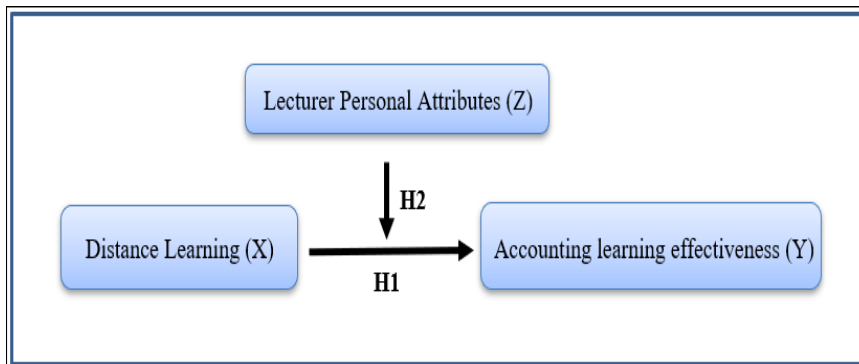 Lecturer Personal Attributes (Z)
H2
Distance Learning (X)
Accounting learning effectiveness (Y)
H1